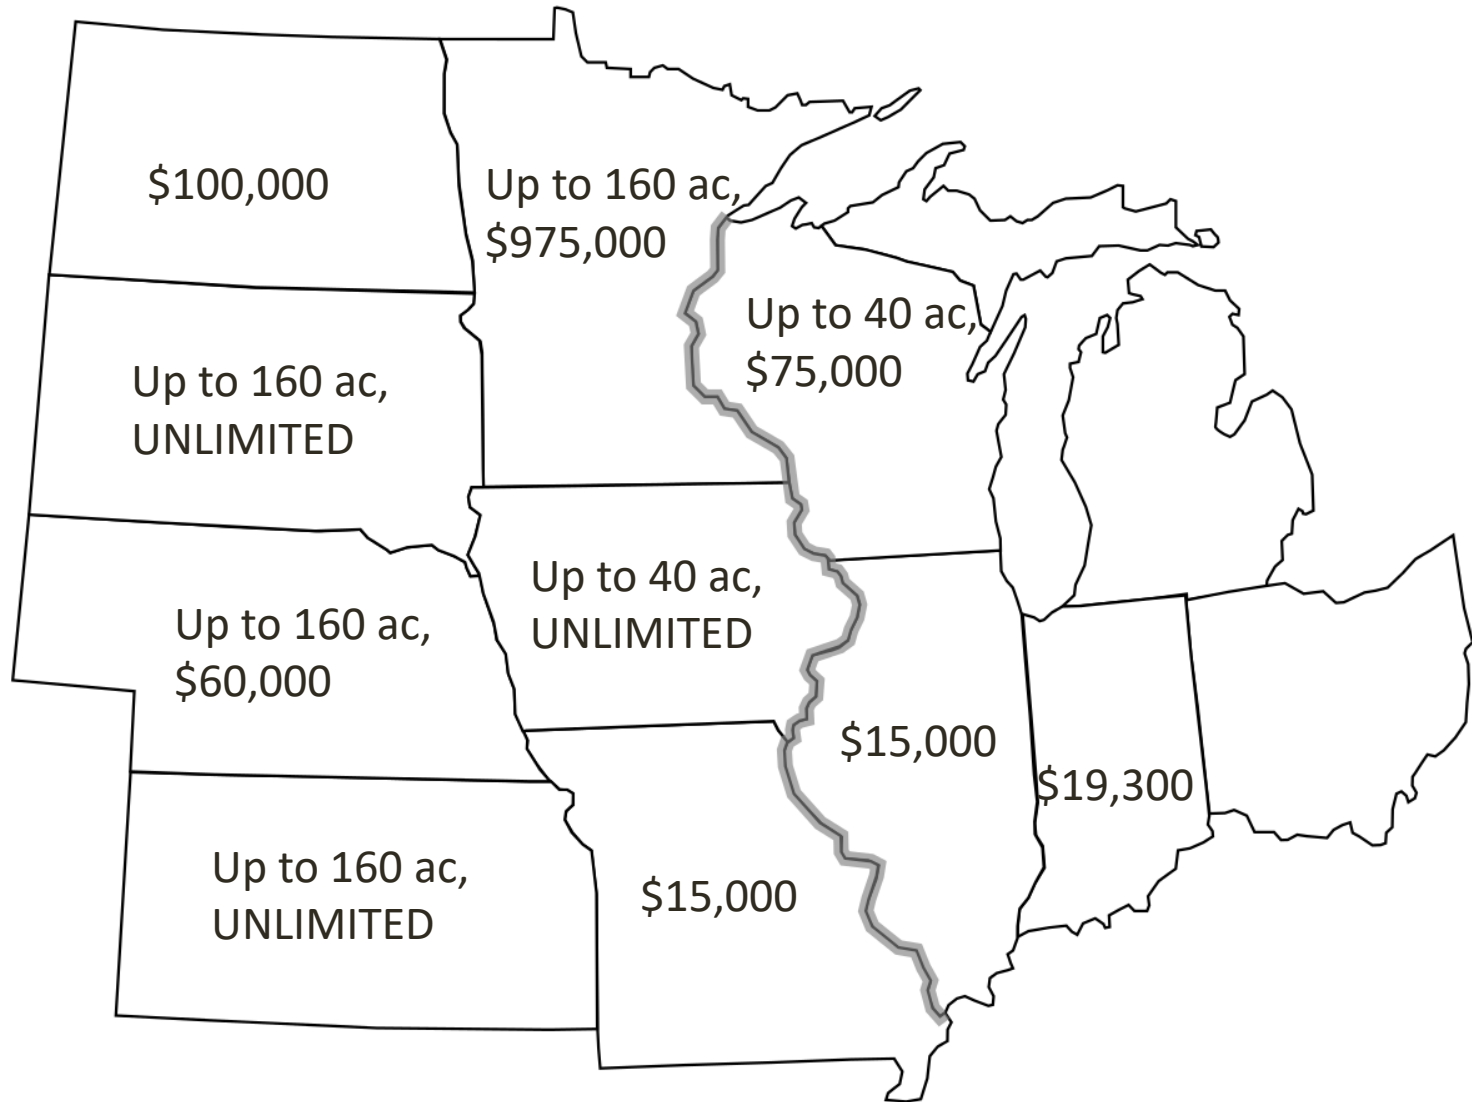 $100,000
Up to 160 ac,
$975,000
Up to 40 ac,
$75,000
Up to 160 ac,
UNLIMITED
Up to 40 ac,
UNLIMITED
Up to 160 ac,
$60,000
$15,000
$19,300
Up to 160 ac,
UNLIMITED
$15,000